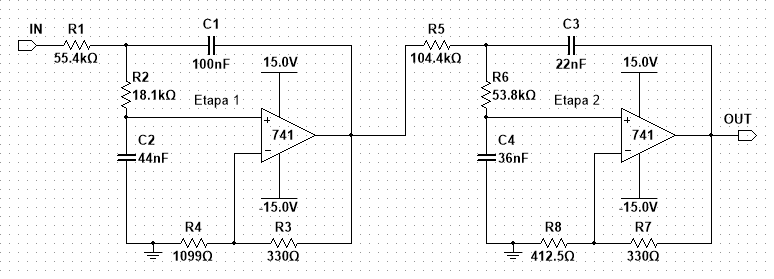 IN
R1
55.4kΩ
C1
100nF
R2
18.1kΩ
Etapa 1
15.0V
+
741
−
-15.0V
C2
44nF
R4
1099Ω
R3
330Ω
R5
104.4kΩ
C3
22nF
R6
53.8kΩ
Etapa 2
15.0V
+
741
−
-15.0V
C4
36nF
R8
412.5Ω
R7
330Ω
OUT